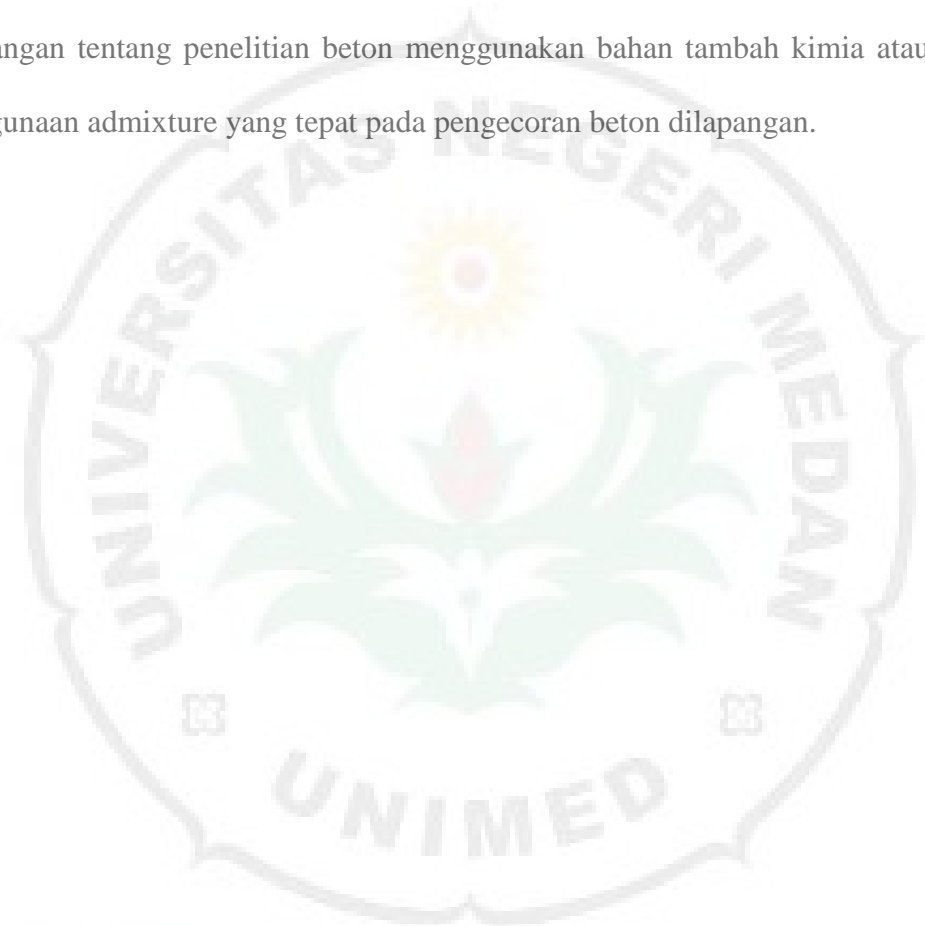 angan tentang penelitian beton menggunakan bahan tambah kimia atau
gunaan admixture yang tepat pada pengecoran beton dilapangan.
UNIVERSITAS NEGERI MEDAN
UNIMED